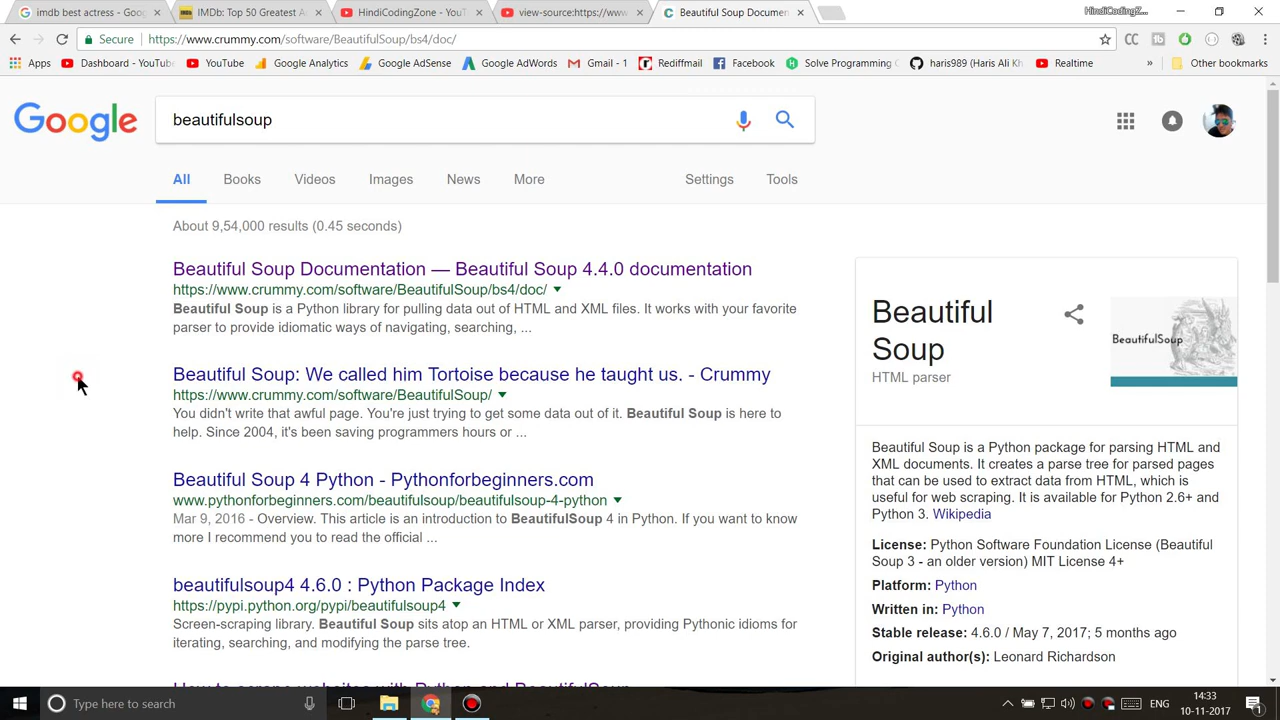 imdb best actress - Goog
IMDb: Top 50 Greatest A
HindiCodingZone - YouT
view-source:https://www
Beautiful Soup Documen
HindiCodingZ...
Secure
https://www.crummy.com/software/BeautifulSoup/bs4/doc/
Apps
Dashboard - YouTube
YouTube
Google Analytics
Google AdSense
Google AdWords
Gmail - 1
Rediffmail
Facebook
Solve Programming C
haris989 (Haris Ali Kh
Realtime
»
Other bookmarks
Google
beautifulsoup
All
Books
Videos
Images
News
More
Settings
Tools
About 9,54,000 results (0.45 seconds)
Beautiful Soup Documentation — Beautiful Soup 4.4.0 documentation
https://www.crummy.com/software/BeautifulSoup/bs4/doc/
Beautiful Soup is a Python library for pulling data out of HTML and XML files. It works with your favorite
parser to provide idiomatic ways of navigating, searching, ...
Beautiful Soup: We called him Tortoise because he taught us. - Crummy
https://www.crummy.com/software/BeautifulSoup/
You didn't write that awful page. You're just trying to get some data out of it. Beautiful Soup is here to
help. Since 2004, it's been saving programmers hours or ...
Beautiful Soup 4 Python - Pythonforbeginners.com
www.pythonforbeginners.com/beautifulsoup/beautifulsoup-4-python
Mar 9, 2016 - Overview. This article is an introduction to BeautifulSoup 4 in Python. If you want to know
more I recommend you to read the official ...
beautifulsoup4 4.6.0 : Python Package Index
https://pypi.python.org/pypi/beautifulsoup4
Screen-scraping library. Beautiful Soup sits atop an HTML or XML parser, providing Pythonic idioms for
iterating, searching, and modifying the parse tree.
How to scrape websites with Python and BeautifulSoup
Beautiful
Soup
HTML parser
BeautifulSoup
Beautiful Soup is a Python package for parsing HTML and
XML documents. It creates a parse tree for parsed pages
that can be used to extract data from HTML, which is
useful for web scraping. It is available for Python 2.6+ and
Python 3. Wikipedia
License: Python Software Foundation License (Beautiful
Soup 3 - an older version) MIT License 4+
Platform: Python
Written in: Python
Stable release: 4.6.0 / May 7, 2017; 5 months ago
Original author(s): Leonard Richardson
Type here to search
ENG
14:33
10-11-2017